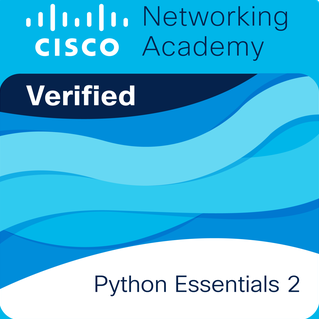 Networking
CISCO Academy
Verified
Python Essentials 2